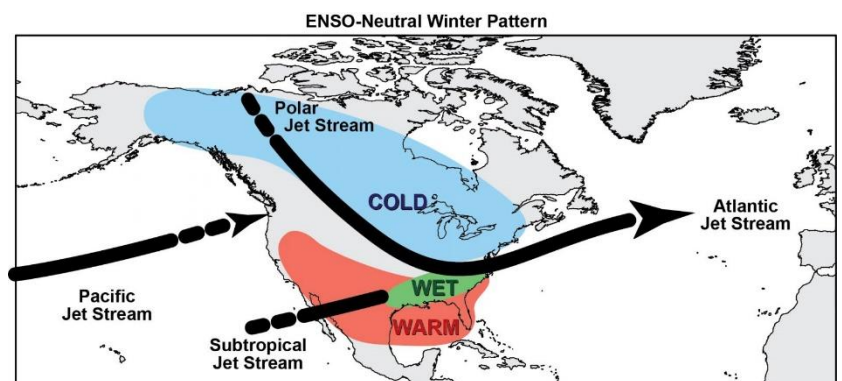 ENSO-Neutral Winter Pattern
Polar
Jet Stream
COLD
Atlantic
Jet Stream
Pacific
Jet Stream
WET
WARM
Subtropical
Jet Stream